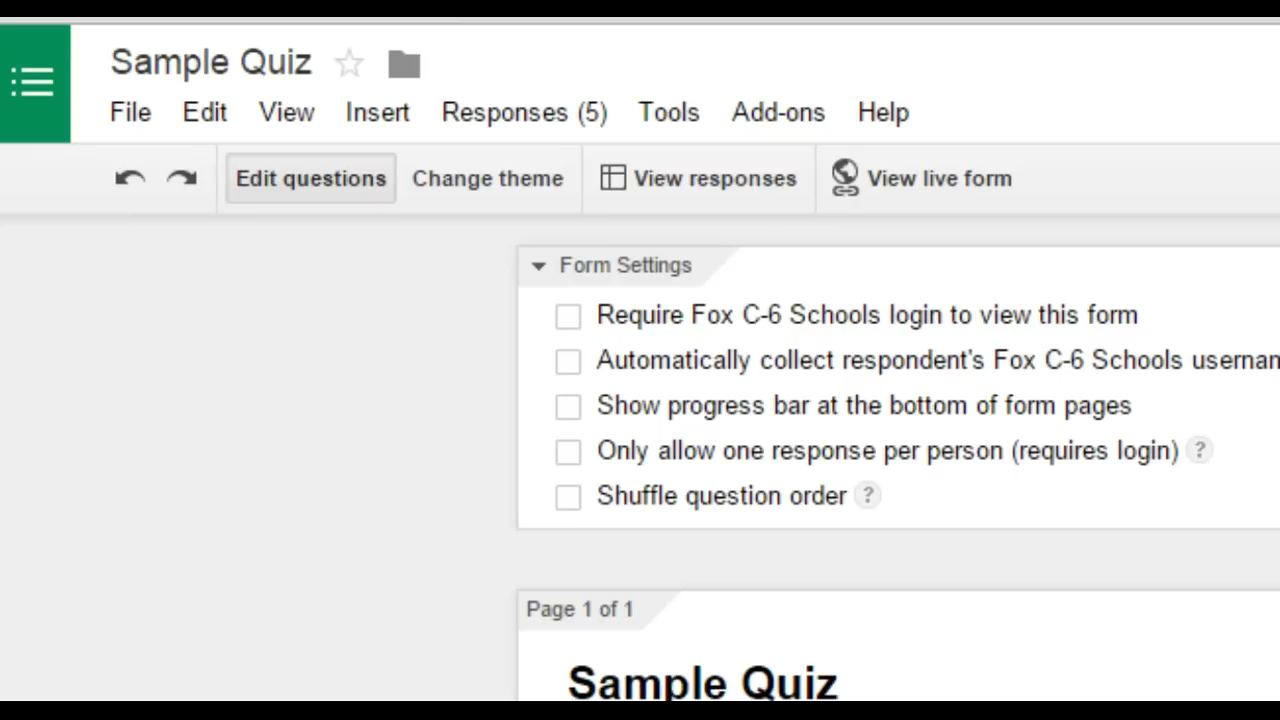 Sample Quiz
File Edit View Insert Responses (5) Tools Add-ons Help
Edit questions Change theme View responses View live form
Form Settings
Require Fox C-6 Schools login to view this form
Automatically collect respondent's Fox C-6 Schools usernam
Show progress bar at the bottom of form pages
Only allow one response per person (requires login) ?
Shuffle question order ?
Page 1 of 1
Sample Quiz